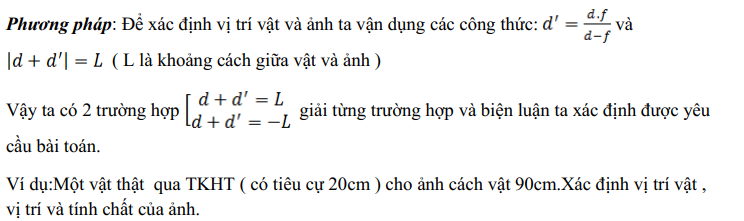 Phương pháp: Để xác định vị trí vật và ảnh ta vận dụng các công thức: d′ = \frac{d.f}{d−f} và
|d + d′| = L ( L là khoảng cách giữa vật và ảnh )
Vậy ta có 2 trường hợp [ d + d′ = L
d + d′ = −L giải từng trường hợp và biện luận ta xác định được yêu
cầu bài toán.
Ví dụ:Một vật thật qua TKHT ( có tiêu cự 20cm ) cho ảnh cách vật 90cm.Xác định vị trí vật ,
vị trí và tính chất của ảnh.